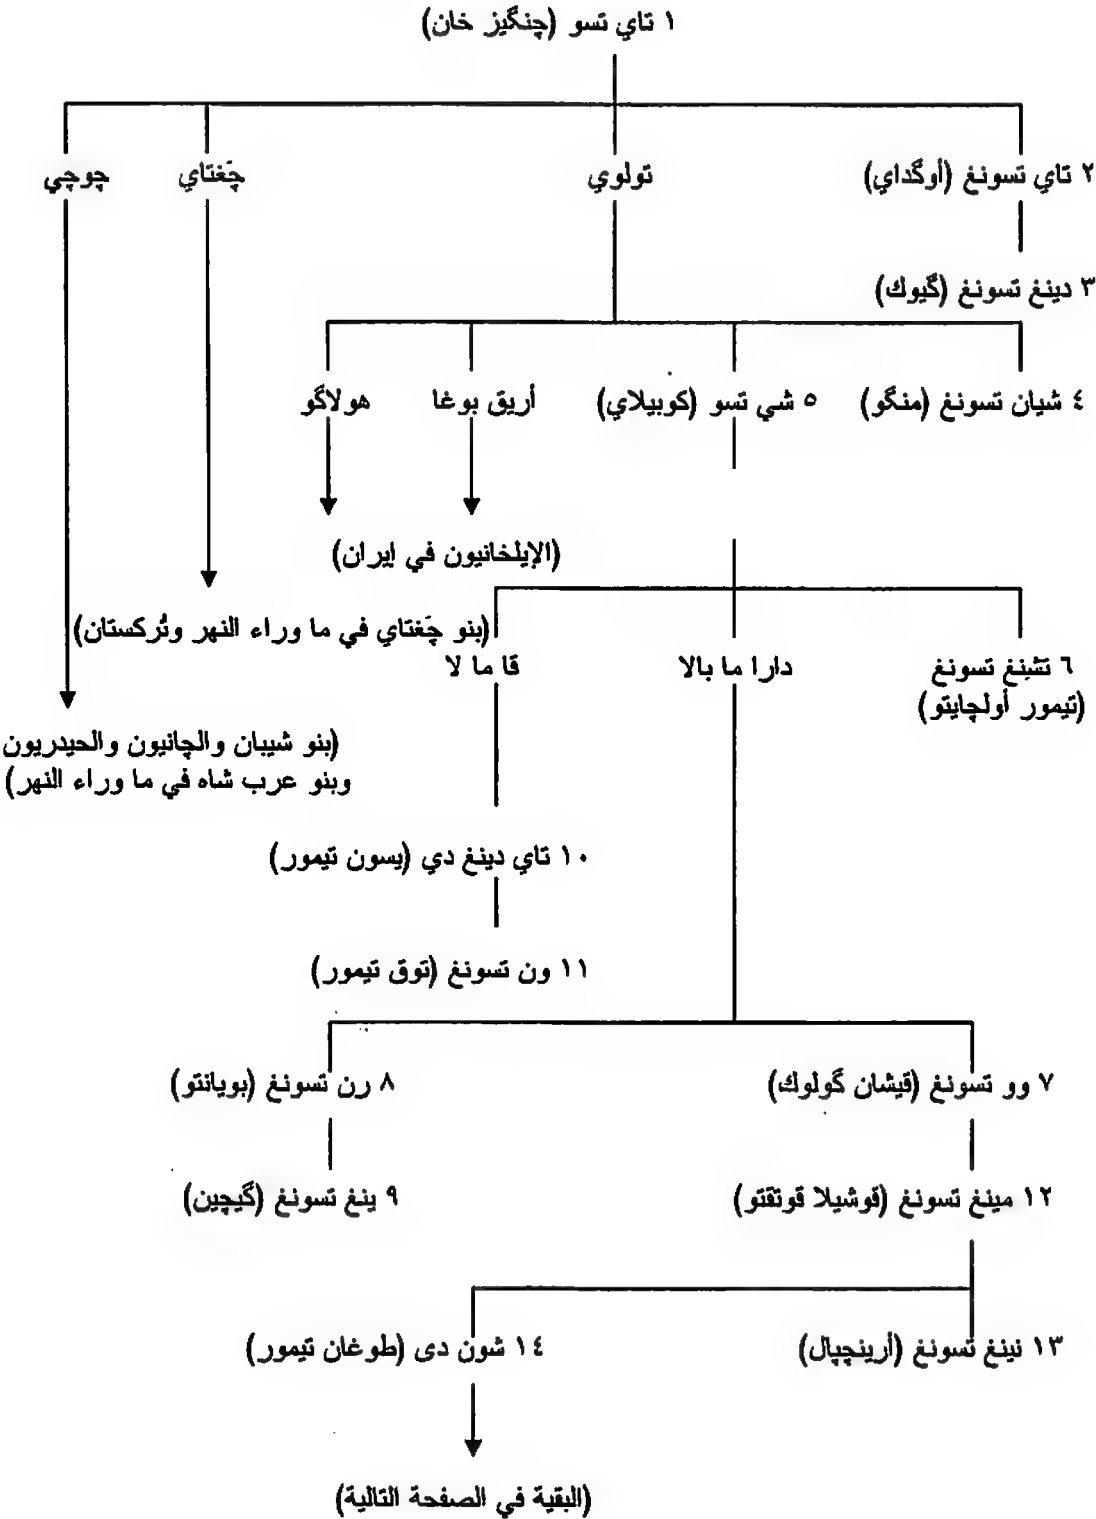 ١ تاي تسو (چنگيز خان)
٢ تاي تسونغ (أوگداي)
تولوي
چَغتاي
چوچي
٣ دينغ تسونغ (گيوك)
٤ شيان تسونغ (منگو)
٥ شي تسو (كوبيلاي)
أريق بوغا
هولاگو
(الإيلخانيون في إيران)
(بنو چَغتاي في ما وراء النهر وتُركستان)
٦ تشينغ تسونغ
(تيمور أولچايتو)
دارا ما بالا
قا ما لا
(بنو شيبان والچانيون والحيدريون
وبنو عرب شاه في ما وراء النهر)
١٠ تاي دينغ دي (يسون تيمور)
١١ ون تسونغ (توق تيمور)
٧ وو تسونغ (قيشان گولوك)
٨ رن تسونغ (بويانتو)
١٢ مينغ تسونغ (قوشيلا قوتقتو)
٩ ينغ تسونغ (گيچين)
١٣ نينغ تسونغ (أرينچپال)
١٤ شون دى (طوغان تيمور)
(البقية في الصفحة التالية)